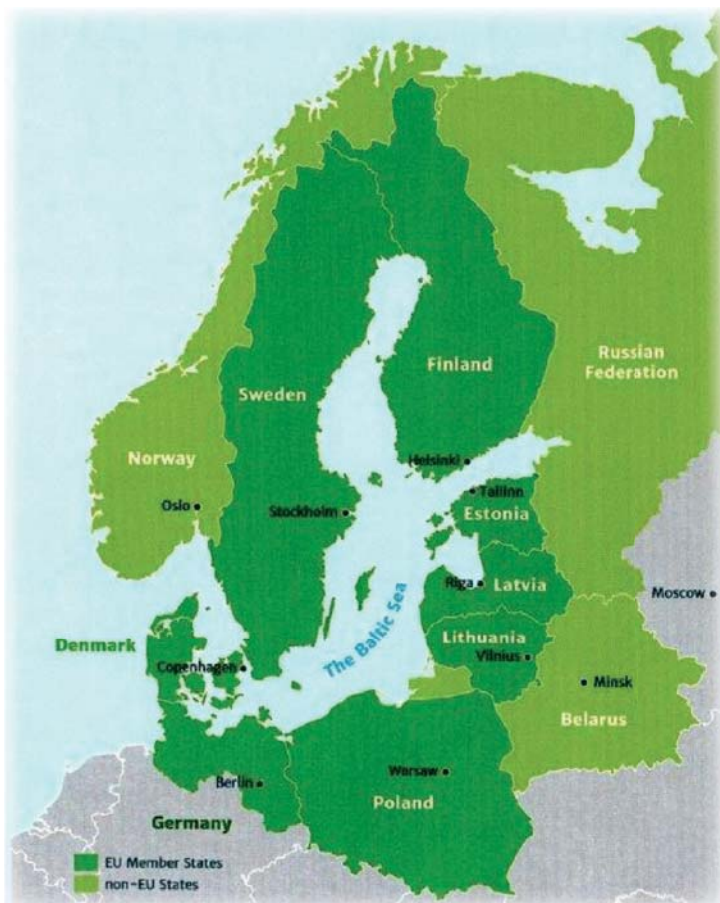 Finland
Russian
Federation
Sweden
Norway
Helsinki
Oslo
Stockholm
Tallinn
Estonia
Riga
Latvia
Moscow
The Baltic Sea
Denmark
Lithuania
Copenhagen
Vilnius
Minsk
Belarus
Warsaw
Berlin
Poland
Germany
EU Member States
non-EU States